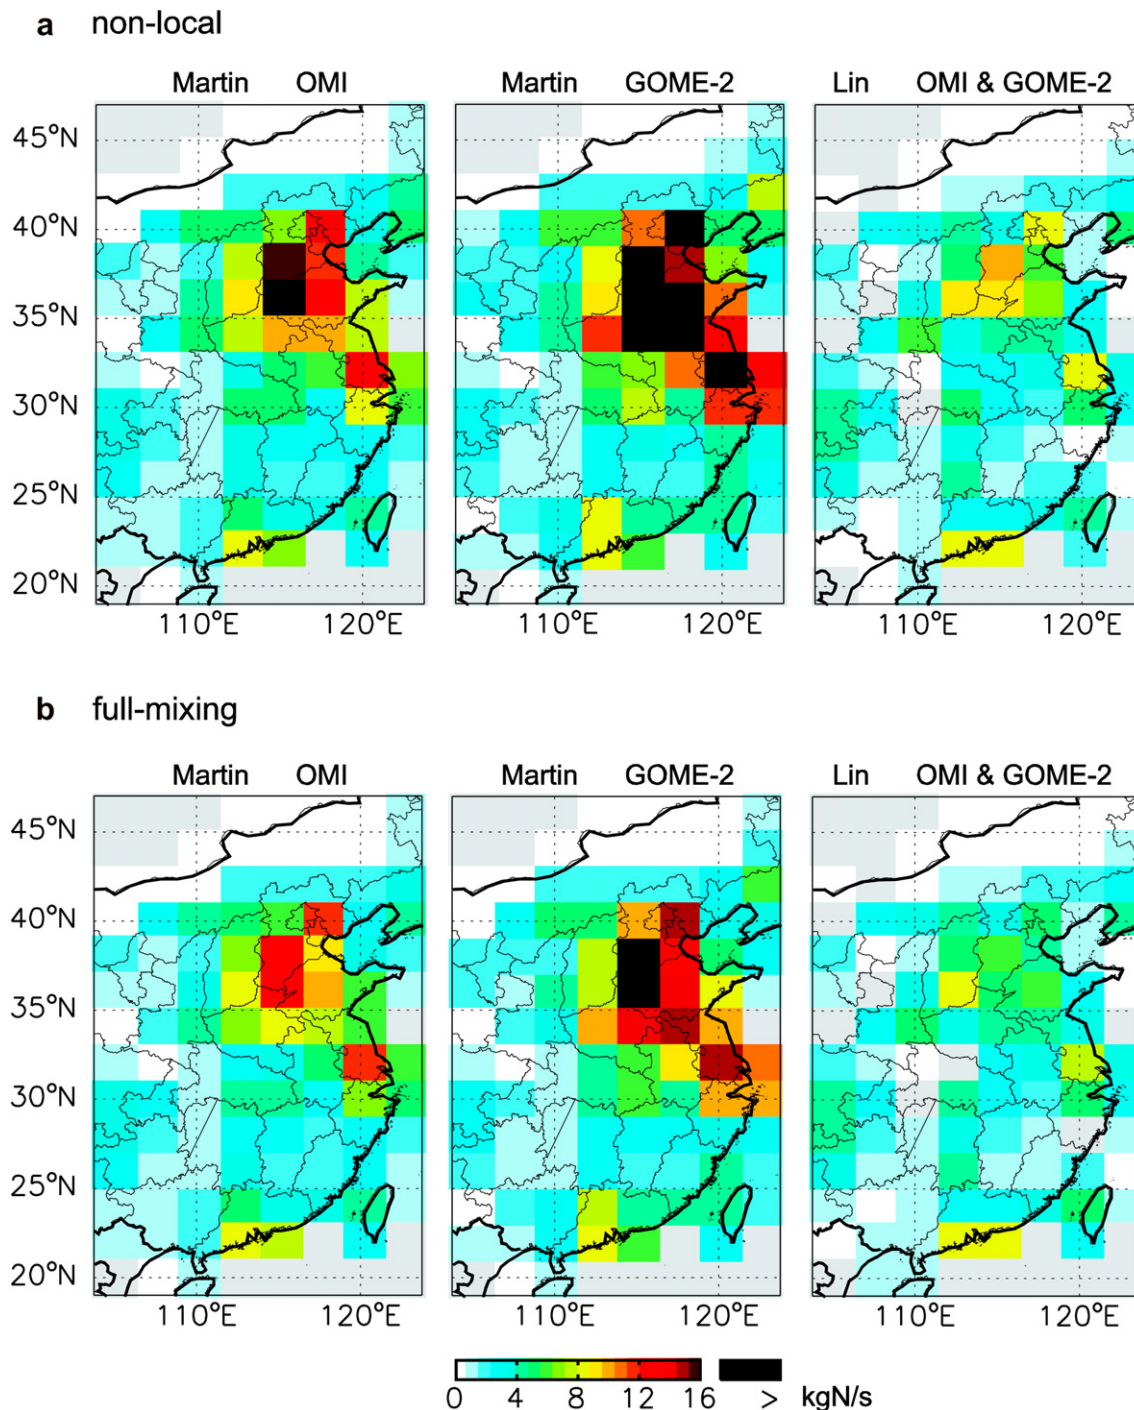 a non-local
Martin OMI Martin GOME-2 Lin OMI & GOME-2
45°N
40°N
35°N
30°N
25°N
20°N
110°E 120°E 110°E 120°E 110°E 120°E
b full-mixing
Martin OMI Martin GOME-2 Lin OMI & GOME-2
45°N
40°N
35°N
30°N
25°N
20°N
110°E 120°E 110°E 120°E 110°E 120°E
0 4 8 12 16 > kgN/s